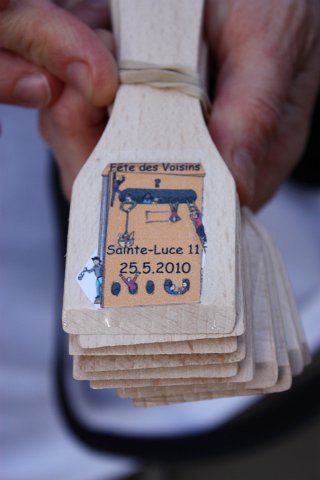 Fête des Voisins
Sainte-Luce 11
25.5.2010